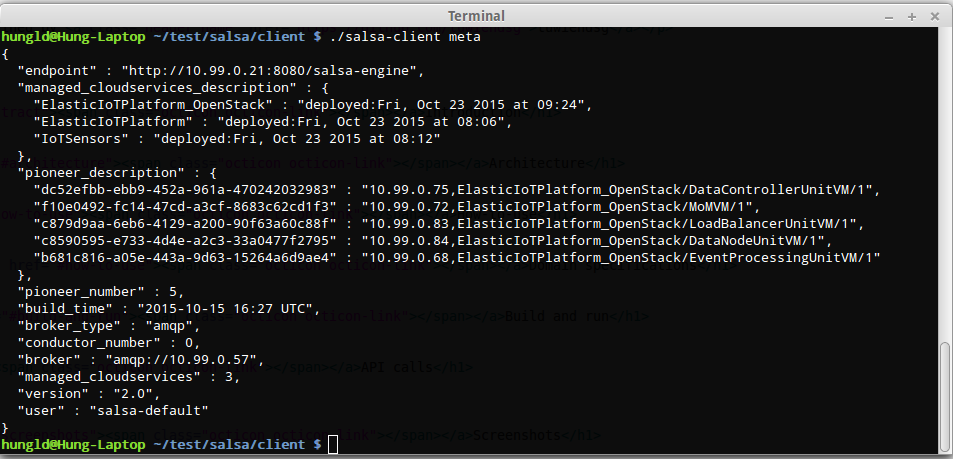 Terminal
hungld@Hung-Laptop ~/test/salsa/client $ ./salsa-client meta
{
  "endpoint" : "http://10.99.0.21:8080/salsa-engine",
  "managed_cloudservices_description" : {
    "ElasticIoTPlatform_OpenStack" : "deployed:Fri, Oct 23 2015 at 09:24",
    "ElasticIoTPlatform" : "deployed:Fri, Oct 23 2015 at 08:06",
    "IoTSensors" : "deployed:Fri, Oct 23 2015 at 08:12"
  },
  "pioneer_description" : {
    "dc52efbb-ebb9-452a-961a-470242032983" : "10.99.0.75,ElasticIoTPlatform_OpenStack/DataControllerUnitVM/1",
    "f10e0492-fc14-47cd-a3cf-8683c62cd1f3" : "10.99.0.72,ElasticIoTPlatform_OpenStack/MoMVM/1",
    "c879d9aa-6eb6-4129-a200-90f63a60c88f" : "10.99.0.83,ElasticIoTPlatform_OpenStack/LoadBalancerUnitVM/1",
    "c8590595-e733-4d4e-a2c3-33a0477f2795" : "10.99.0.84,ElasticIoTPlatform_OpenStack/DataNodeUnitVM/1",
    "b681c816-a05e-443a-9d63-15264a6d9ae4" : "10.99.0.68,ElasticIoTPlatform_OpenStack/EventProcessingUnitVM/1"
  },
  "pioneer_number" : 5,
  "build_time" : "2015-10-15 16:27 UTC",
  "broker_type" : "amqp",
  "conductor_number" : 0,
  "broker" : "amqp://10.99.0.57",
  "managed_cloudservices" : 3,
  "version" : "2.0",
  "user" : "salsa-default"
}
hungld@Hung-Laptop ~/test/salsa/client $